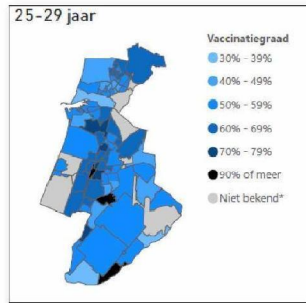 25-29 jaar
Vaccinatiegraad
30% - 39%
40% - 49%
50% - 59%
60% - 69%
70% - 79%
90% of meer
Niet bekend*